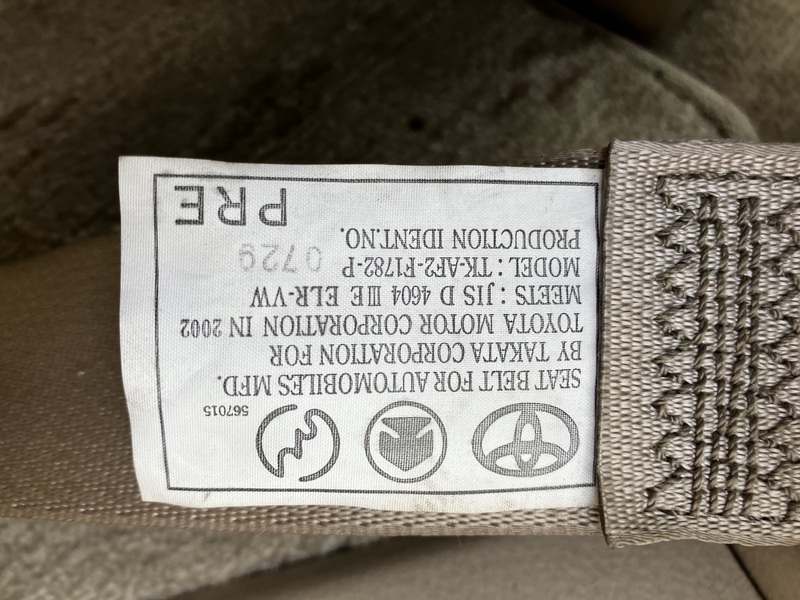 567015
SEAT BELT FOR AUTOMOBILES MFD.
BY TAKATA CORPORATION FOR
TOYOTA MOTOR CORPORATION IN 2002
MEETS : JIS D 4604 III E ELR-VW
MODEL : TK-AF2-F1782-P
PRODUCTION IDENT.NO. 0729
PRE